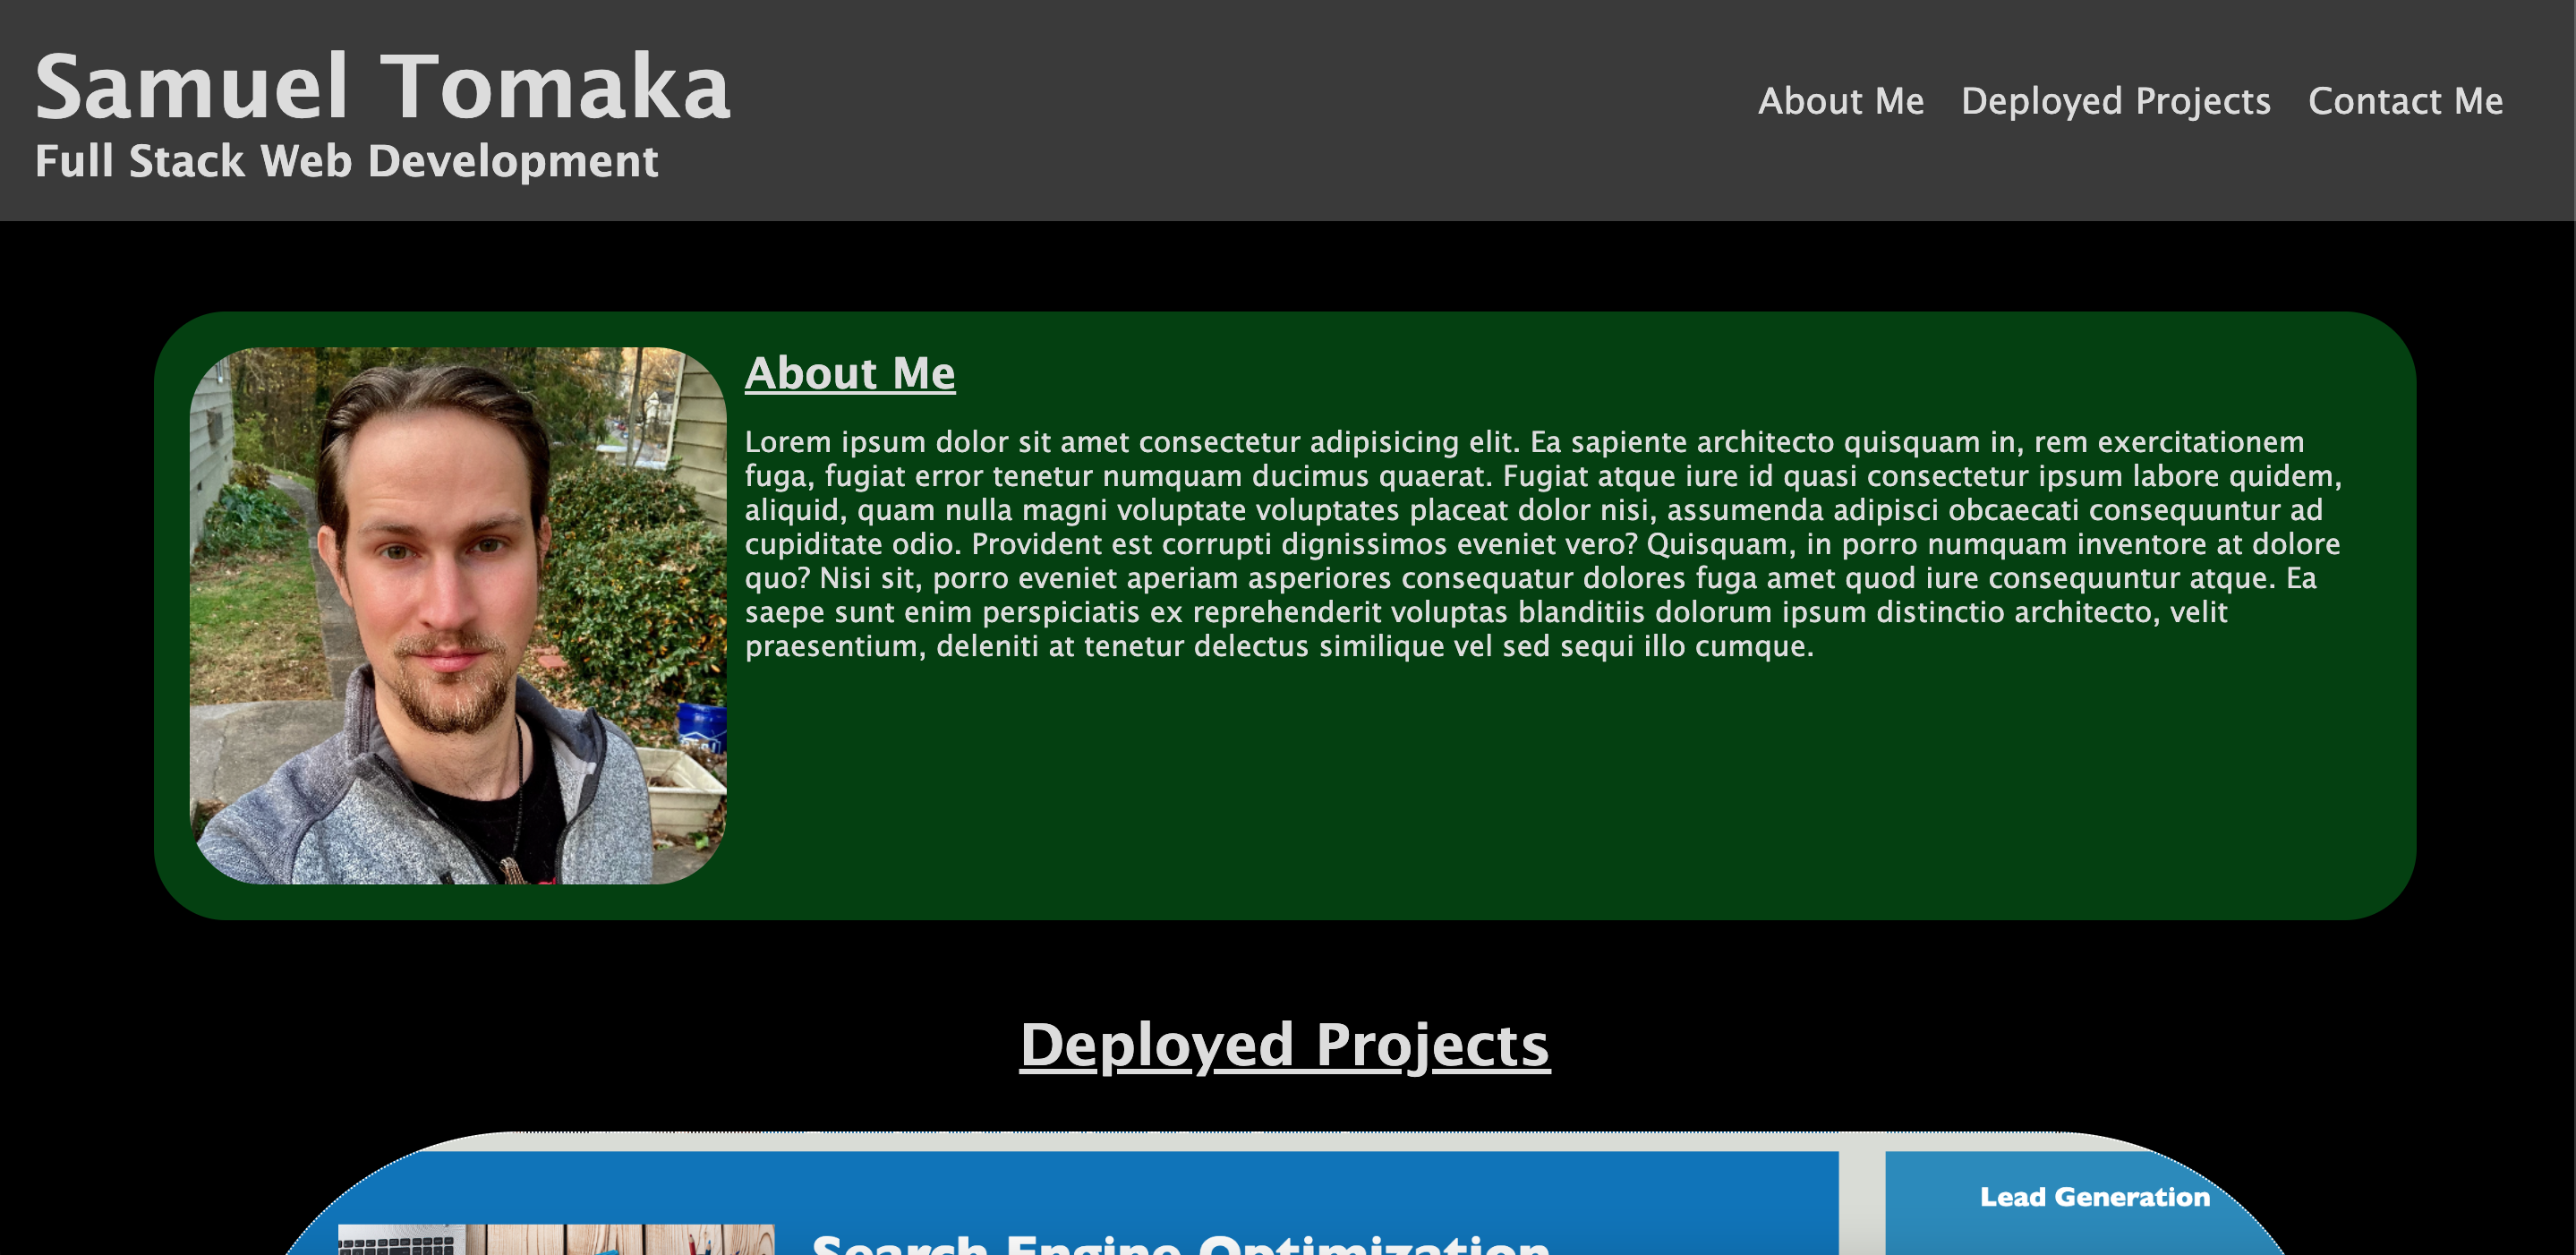 Samuel Tomaka
Full Stack Web Development
About Me Deployed Projects Contact Me
About Me
Lorem ipsum dolor sit amet consectetur adipisicing elit. Ea sapiente architecto quisquam in, rem exercitationem
fuga, fugiat error tenetur numquam ducimus quaerat. Fugiat atque iure id quasi consectetur ipsum labore quidem,
aliquid, quam nulla magni voluptate voluptates placeat dolor nisi, assumenda adipisci obcaecati consequuntur ad
cupiditate odio. Provident est corrupti dignissimos eveniet vero? Quisquam, in porro numquam inventore at dolore
quo? Nisi sit, porro eveniet aperiam asperiores consequatur dolores fuga amet quod iure consequuntur atque. Ea
saepe sunt enim perspiciatis ex reprehenderit voluptas blanditiis dolorum ipsum distinctio architecto, velit
praesentium, deleniti at tenetur delectus similique vel sed sequi illo cumque.
Deployed Projects
Lead Generation
Search Engine Optimization